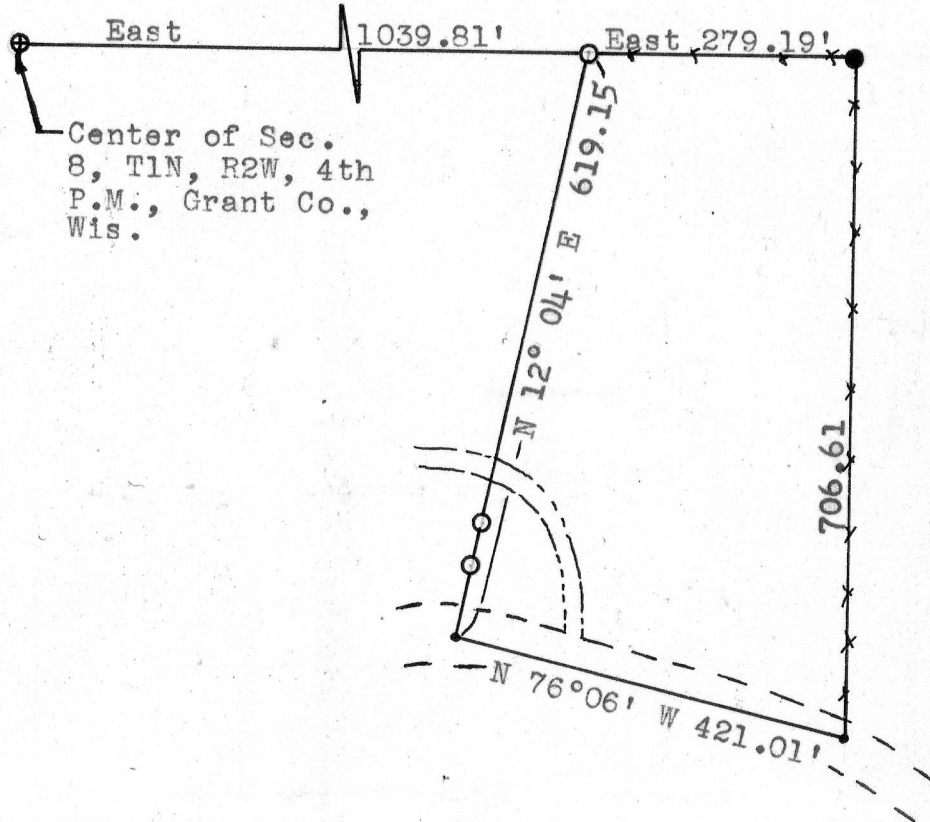 East 1039.81' East 279.19'
Center of Sec.
8, T1N, R2W, 4th
P.M., Grant Co.,
Wis.
N 12° 04' E 619.15
706.61
N 76°06' W 421.01'